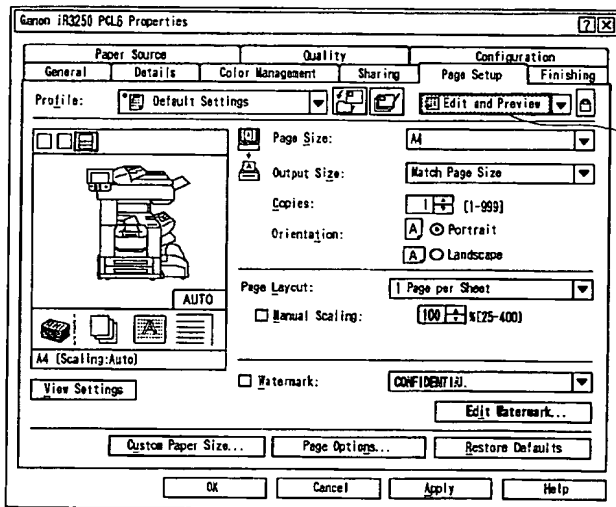 Ganon iR3250 PCL6 Properties
? X
Paper Source Quality Configuration
General Details Color Management Sharing Page Setup Finishing
Profile: Default Settings Edit and Preview
Page Size: A4
Output Size: Match Page Size
Copies: 1 [1-999]
Orientation: A Portrait
A Landscape
AUTO
Page Layout: 1 Page per Sheet
Manual Scaling: 100 %[25-400]
A
A4 (Scaling:Auto)
View Settings
Watermark: CONFIDENTIAL
Edit Watermark...
Custom Paper Size... Page Options... Restore Defaults
OK Cancel Apply Help